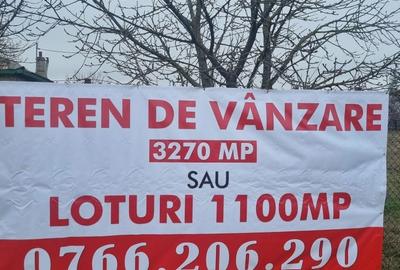 TEREN DE VÂNZARE
3270 MP
SAU
LOTURI 1100MP
0766.206.290